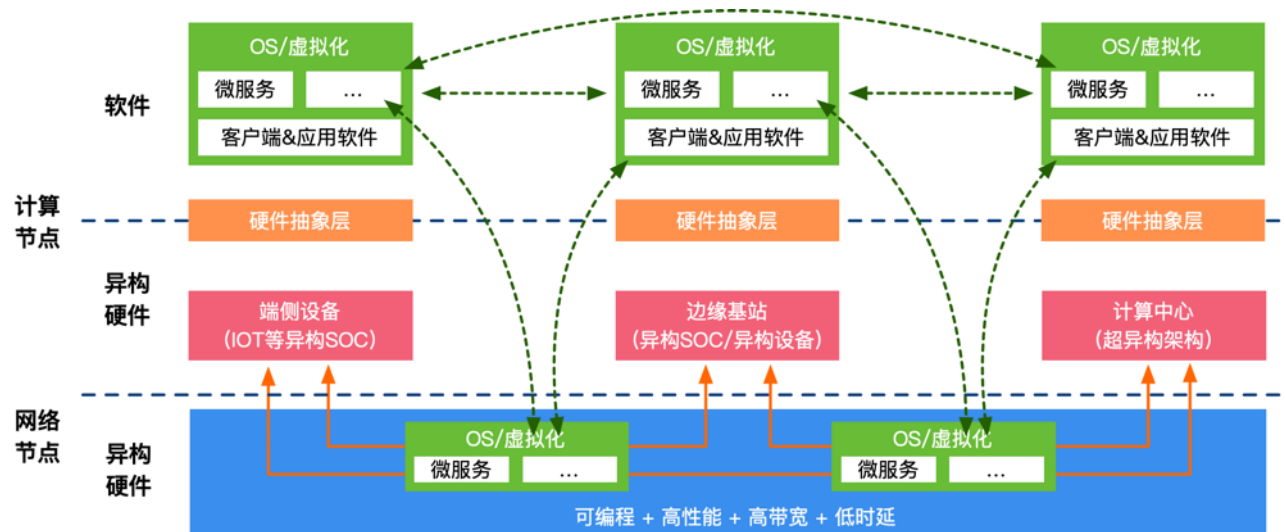 OS/虚拟化
OS/虚拟化
OS/虚拟化
软件
微服务
...
微服务
...
微服务
...
客户端&应用软件
客户端&应用软件
客户端&应用软件
计算
节点
硬件抽象层
硬件抽象层
硬件抽象层
异构
硬件
端侧设备
（IOT等异构SOC）
边缘基站
（异构SOC/异构设备）
计算中心
（超异构架构）
网络
节点
异构
硬件
OS/虚拟化
微服务
...
OS/虚拟化
微服务
...
可编程 + 高性能 + 高带宽 + 低时延